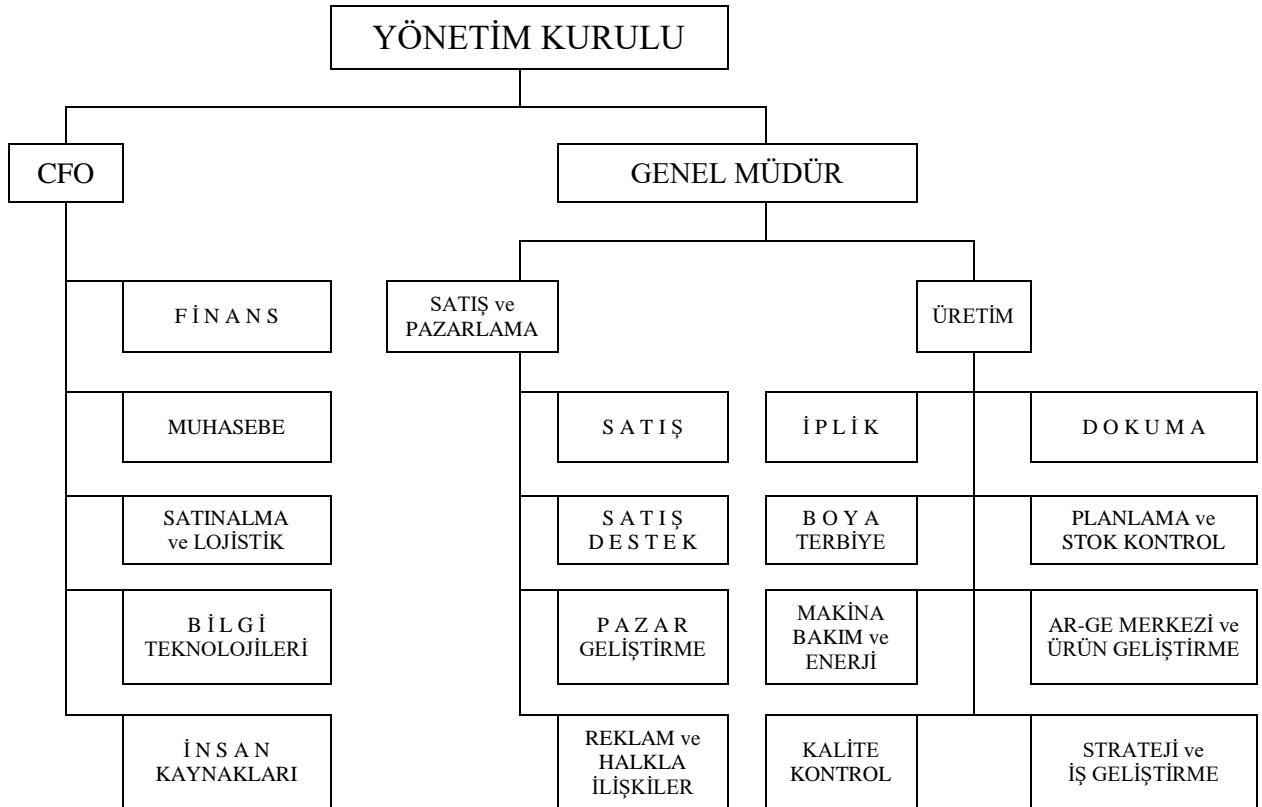 YÖNETİM KURULU
CFO
GENEL MÜDÜR
F İ N A N S
SATIŞ ve
PAZARLAMA
ÜRETİM
MUHASEBE
S A T I Ş
İ P L İ K
D O K U M A
SATINALMA
ve LOJİSTİK
S A T I Ş
D E S T E K
B O Y A
TERBİYE
PLANLAMA ve
STOK KONTROL
B İ L G İ
TEKNOLOJİLERİ
P A Z A R
GELİŞTİRME
MAKİNA
BAKIM ve
ENERJİ
AR-GE MERKEZİ ve
ÜRÜN GELİŞTİRME
İ N S A N
KAYNAKLARI
REKLAM ve
HALKLA
İLİŞKİLER
KALİTE
KONTROL
STRATEJİ ve
İŞ GELİŞTİRME